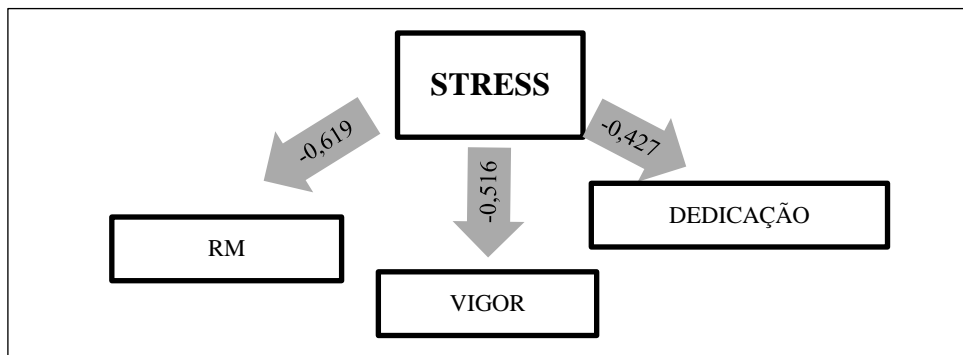 STRESS
-0,619
-0,516
-0,427
RM
VIGOR
DEDICAÇÃO